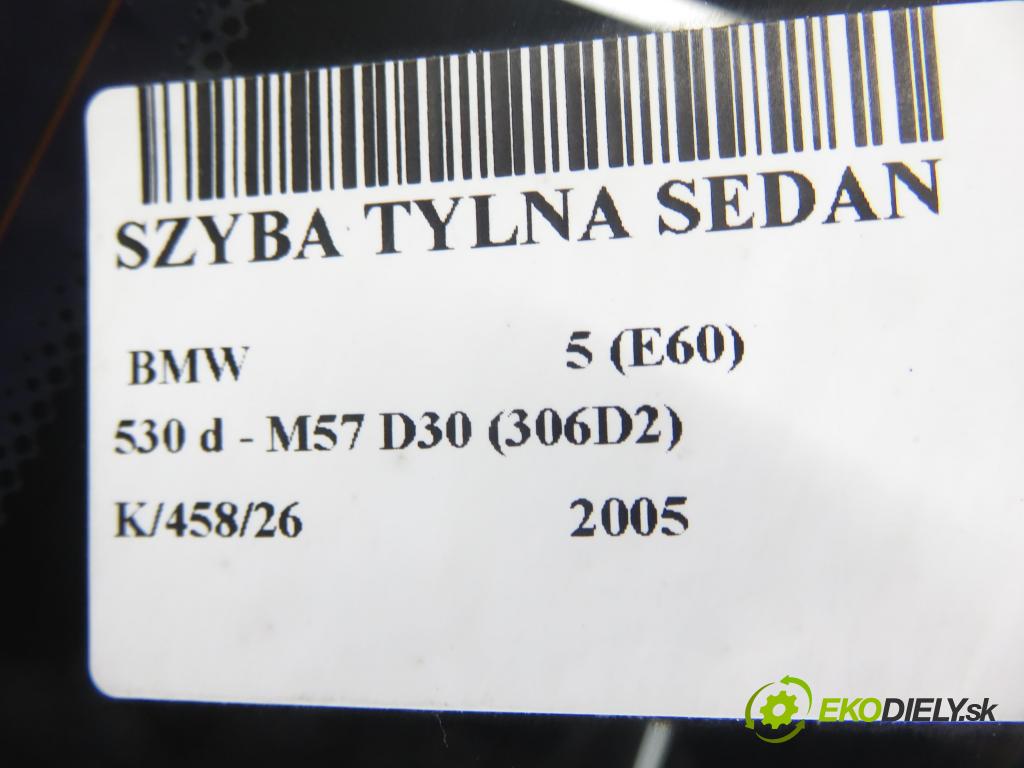 SZYBA TYLNA SEDAN
BMW 5 (E60)
530 d - M57 D30 (306D2)
K/458/26 2005
EKODIELY.sk